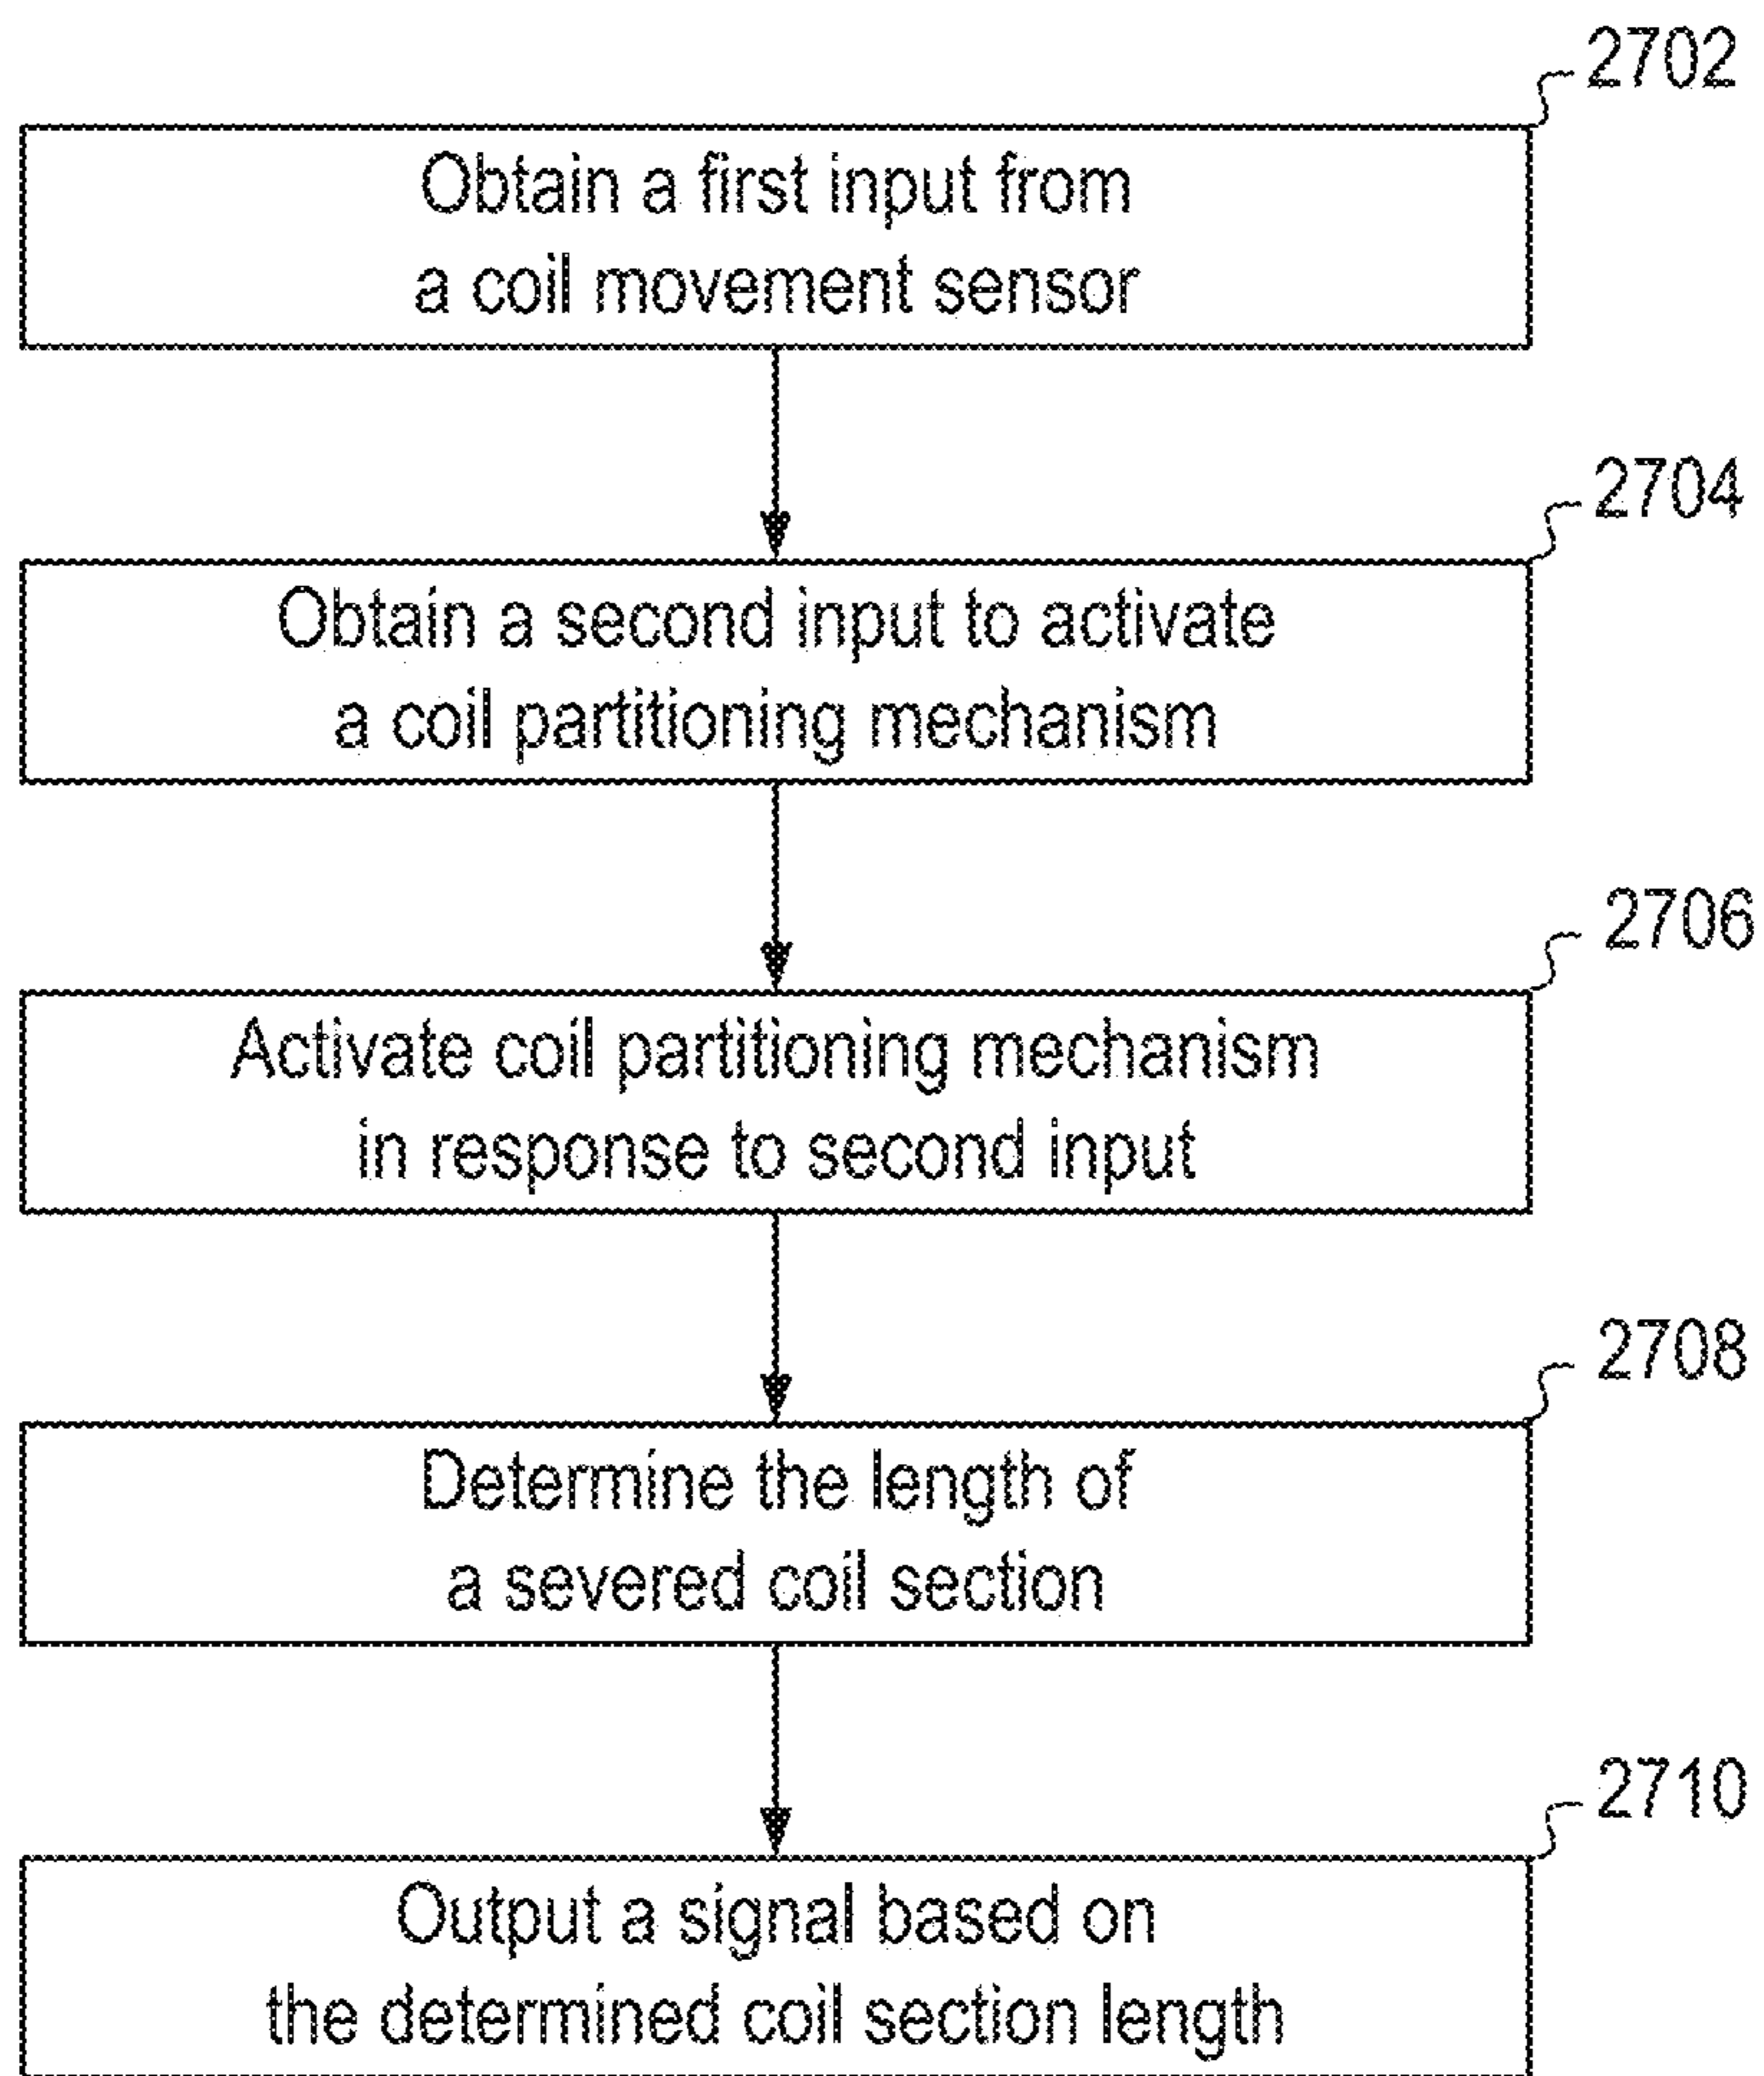 2702
Obtain a first input from
a coil movement sensor
2704
Obtain a second input to activate
a coil partitioning mechanism
2706
Activate coil partitioning mechanism
in response to second input
2708
Determine the length of
a severed coil section
2710
Output a signal based on
the determined coil section length